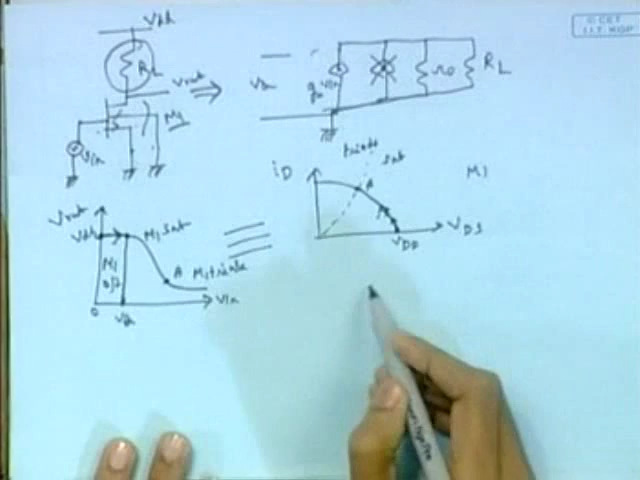 Vdd
RL
Vout
M1
Vin
Vin
gmVin
ro
RL
C CET
I.I.T. KGP
iD
triode
sat
A
VDS
VDD
M1
Vout
Vdd
M1 sat
M1
off
A M1 triode
0
Vth
Vin